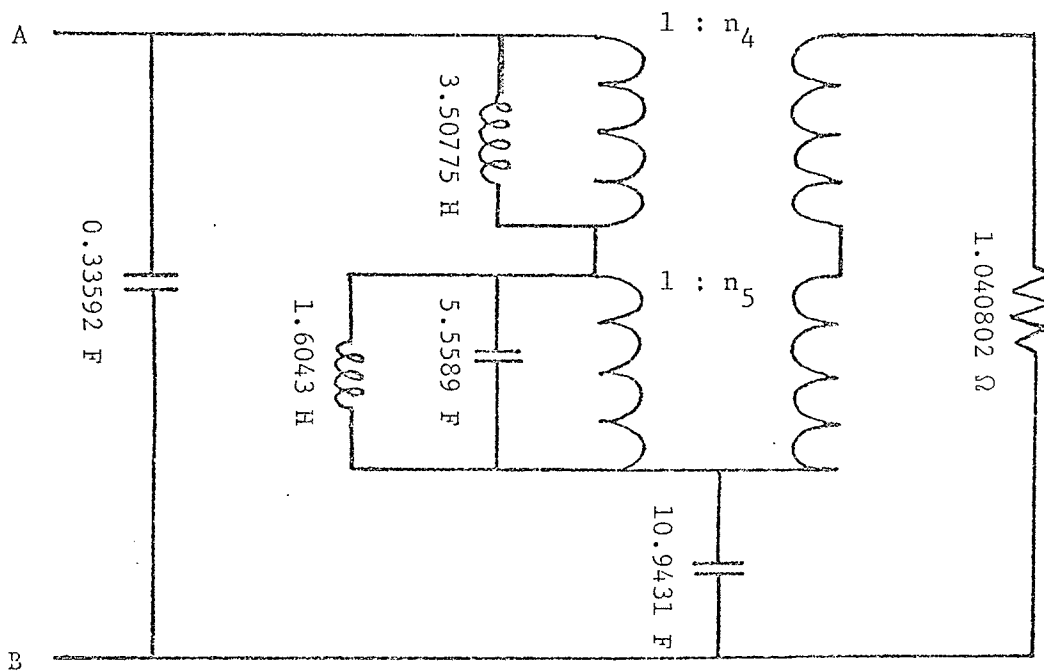 A
1 : n4
3.50775 H
0.33592 F
1.6043 H
5.5589 F
1 : n5
1.040802 Ω
10.9431 F
B